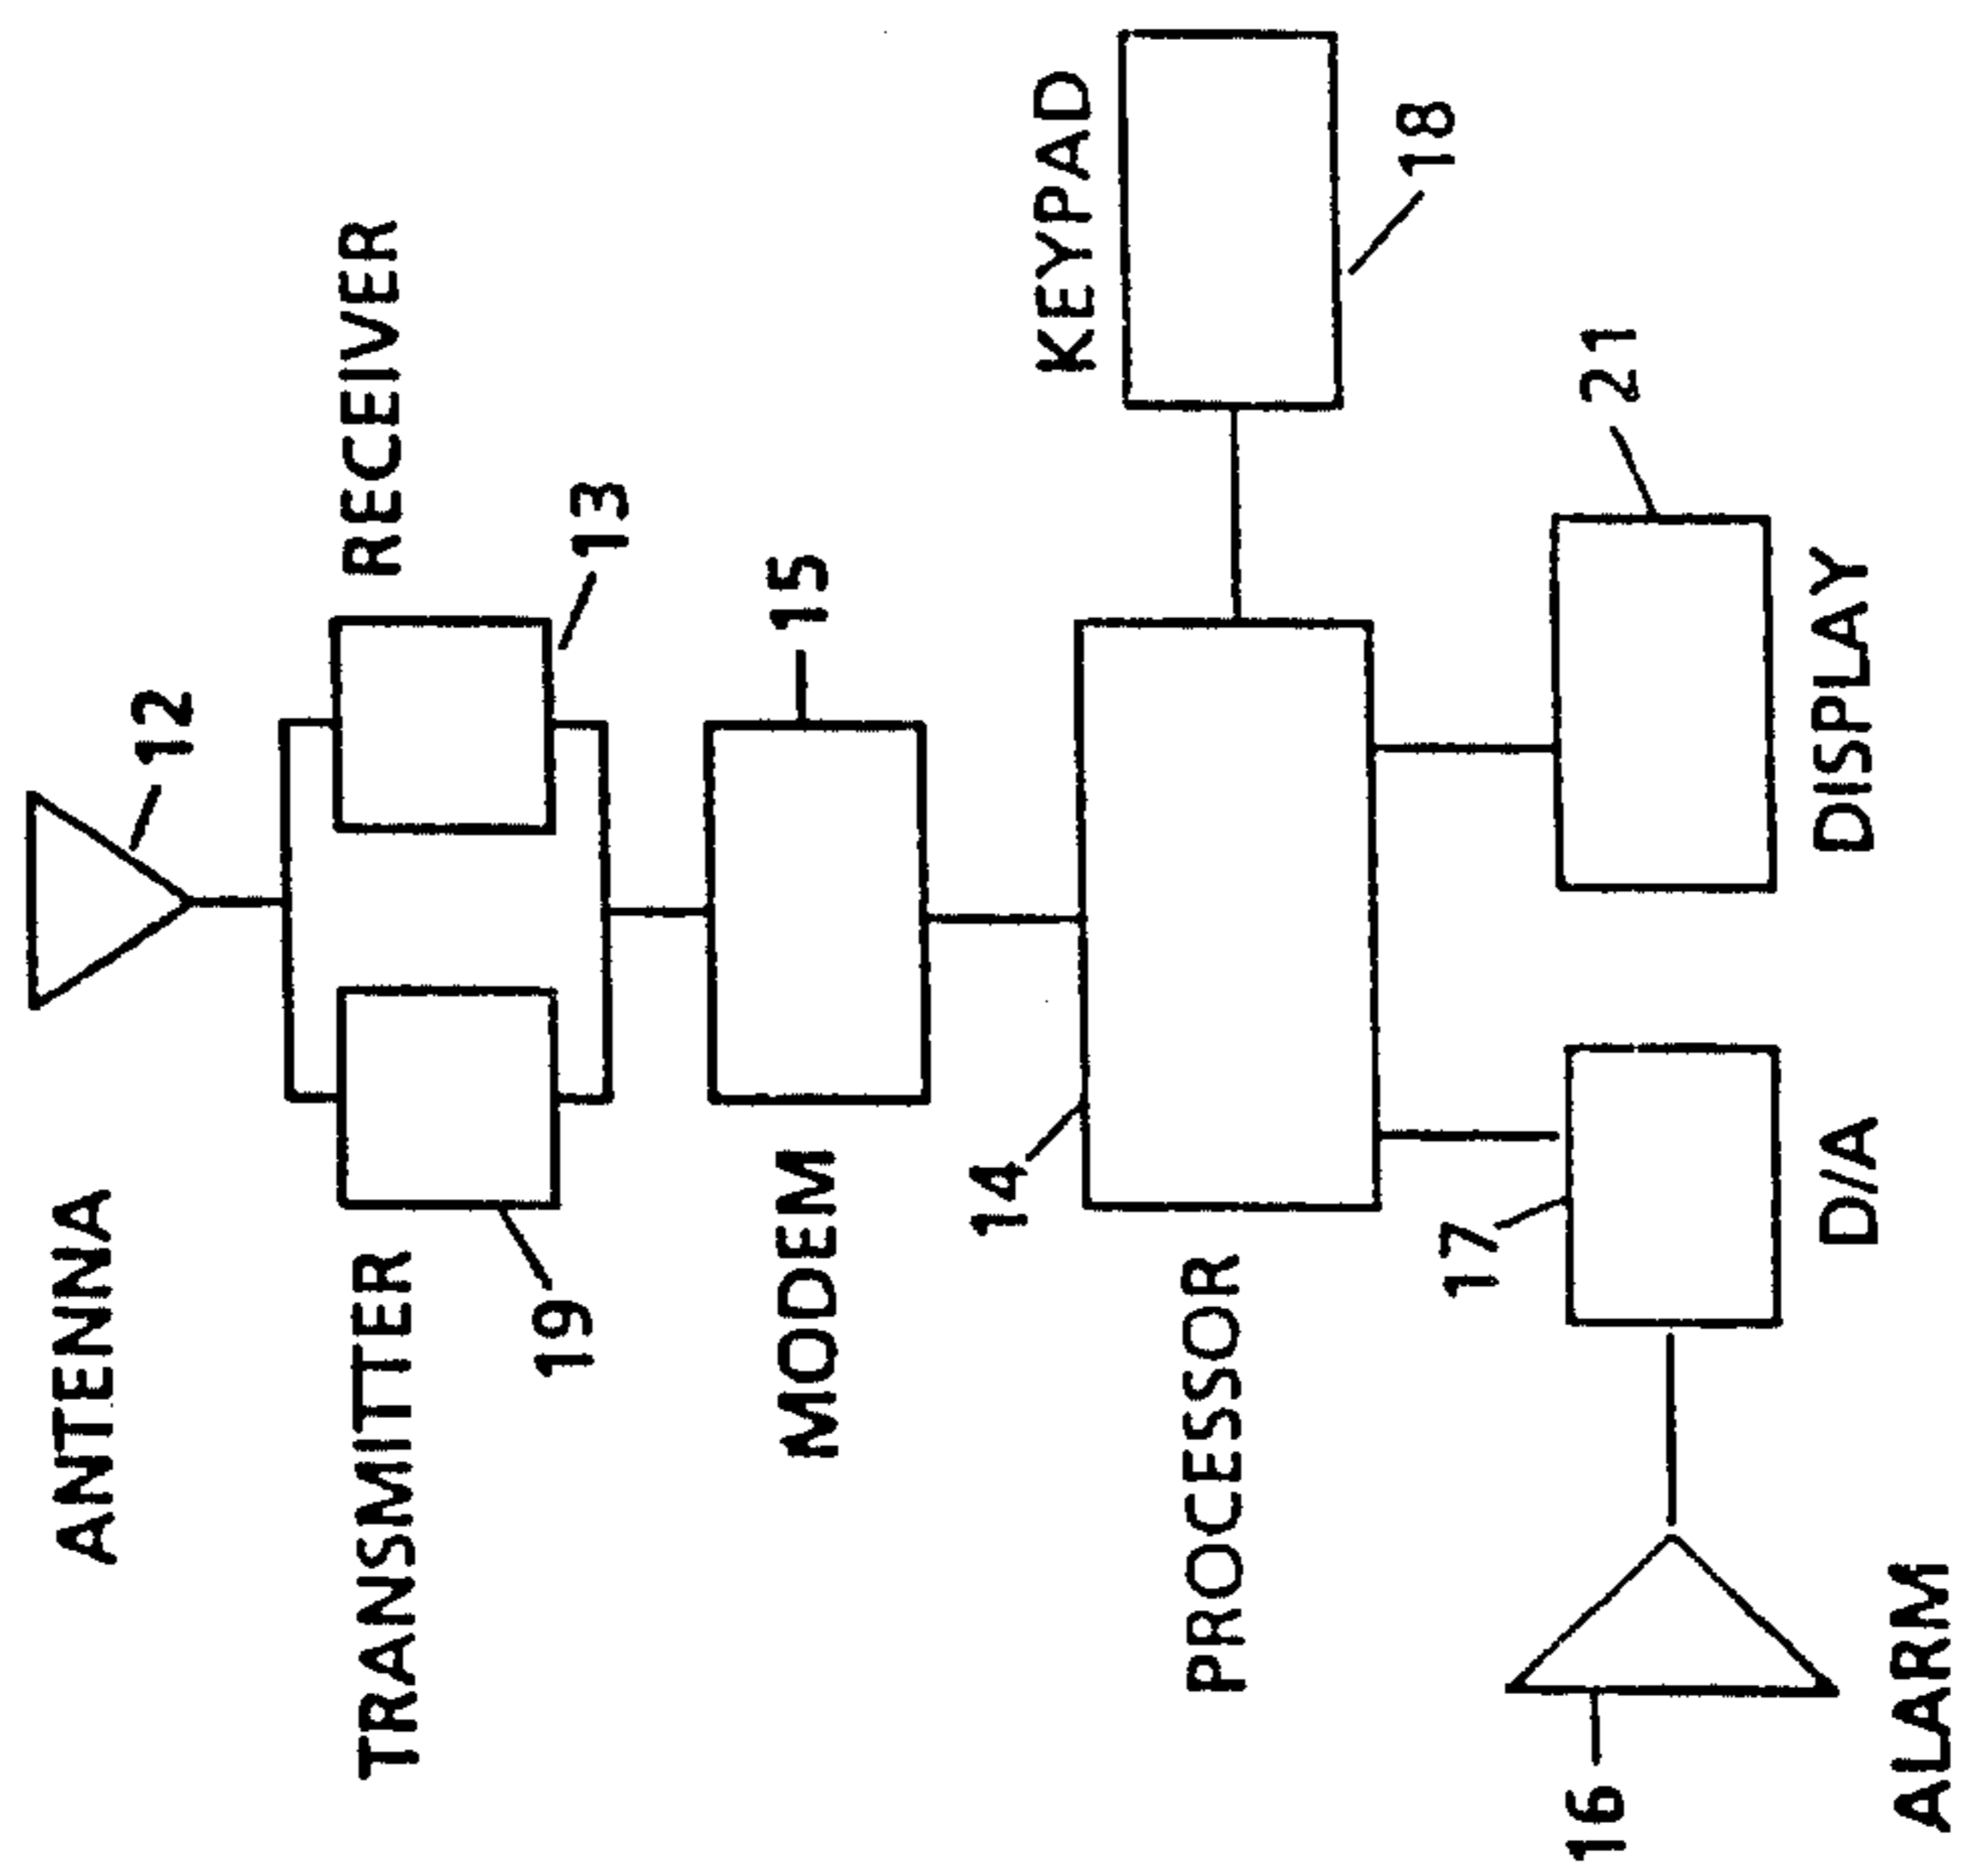 ANTENNA
12
TRANSMITTER
RECEIVER
19
13
MODEM
15
14
PROCESSOR
KEYPAD
18
17
21
16
ALARM
D/A
DISPLAY